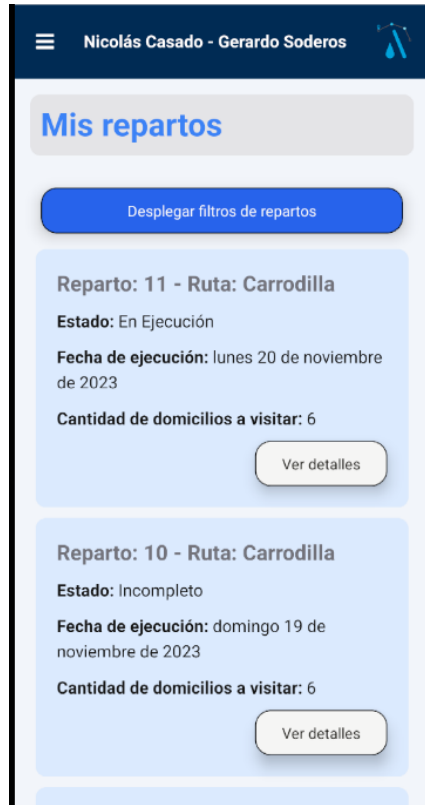 Nicolás Casado - Gerardo Soderos
Mis repartos
Desplegar filtros de repartos
Reparto: 11 - Ruta: Carrodilla
Estado: En Ejecución
Fecha de ejecución: lunes 20 de noviembre
de 2023
Cantidad de domicilios a visitar: 6
Ver detalles
Reparto: 10 - Ruta: Carrodilla
Estado: Incompleto
Fecha de ejecución: domingo 19 de
noviembre de 2023
Cantidad de domicilios a visitar: 6
Ver detalles